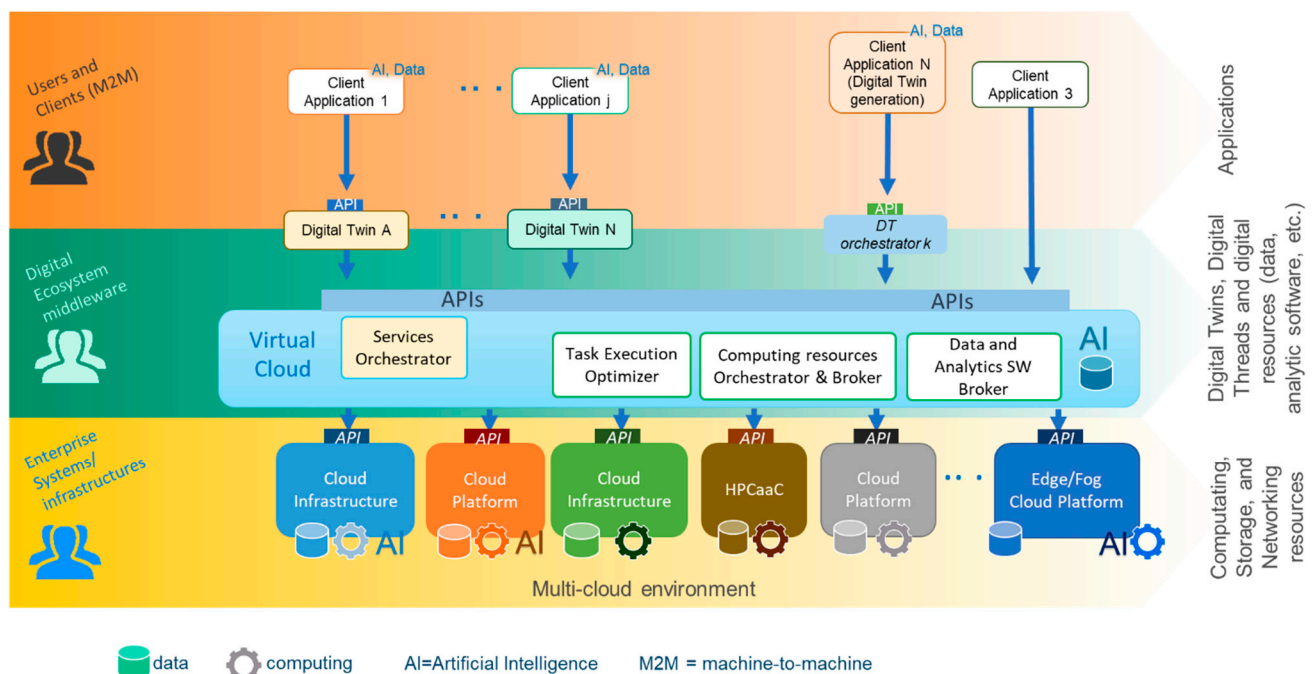 Users and
Clients (M2M)
AI, Data
Client
Application 1
. . .
AI, Data
Client
Application j
AI, Data
Client
Application N
(Digital Twin
generation)
Client
Application 3
Applications
API
Digital Twin A
. . .
API
Digital Twin N
API
DT
orchestrator k
Digital
Ecosystem
middleware
APIs
APIs
Virtual
Cloud
Services
Orchestrator
Task Execution
Optimizer
Computing resources
Orchestrator & Broker
Data and
Analytics SW
Broker
AI
Digital Twins, Digital
Threads and digital
resources (data,
analytic software, etc.)
Enterprise
Systems/
infrastructures
API
Cloud
Infrastructure
AI
API
Cloud
Platform
AI
API
Cloud
Infrastructure
API
HPCaaC
API
Cloud
Platform
. . .
API
Edge/Fog
Cloud Platform
AI
Computating,
Storage, and
Networking
resources
Multi-cloud environment
data
computing
AI=Artificial Intelligence
M2M = machine-to-machine